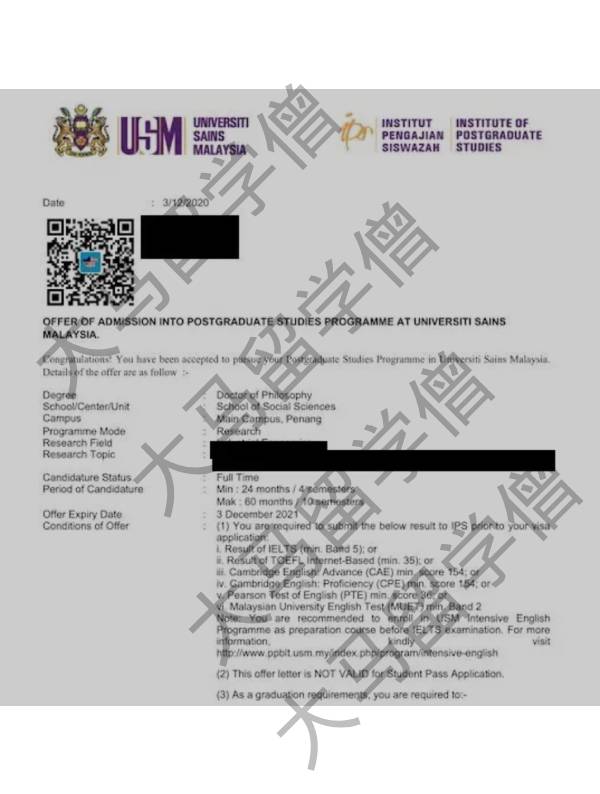 USM UNIVERSITI
SAINS
MALAYSIA
ips INSTITUT
PENGAJIAN
SISWAZAH
INSTITUTE OF
POSTGRADUATE
STUDIES
Date : 3/12/2020
OFFER OF ADMISSION INTO POSTGRADUATE STUDIES PROGRAMME AT UNIVERSITI SAINS
MALAYSIA.
Congratulations! You have been accepted to pursue your Postgraduate Studies Programme in Universiti Sains Malaysia.
Details of the offer are as follow :-
Degree : Doctor of Philosophy
School/Center/Unit : School of Social Sciences
Campus : Main Campus, Penang
Programme Mode : Research
Research Field :
Research Topic :
Candidature Status : Full Time
Period of Candidature : Min : 24 months / 4 semesters
Mak : 60 months / 10 semesters
Offer Expiry Date : 3 December 2021
Conditions of Offer : (1) You are required to submit the below result to IPS prior to your visa
application:
i. Result of IELTS (min. Band 5); or
ii. Result of TOEFL Internet-Based (min. 35); or
iii. Cambridge English: Advance (CAE) min. score 154; or
iv. Cambridge English: Proficiency (CPE) min. score 154; or
v. Pearson Test of English (PTE) min. score 36; or
vi. Malaysian University English Test (MUET) min. Band 2
Note: You are recommended to enroll in USM Intensive English
Programme as preparation course before IELTS examination. For more
information, kindly visit
http://www.ppblt.usm.my/index.php/program/intensive-english
(2) This offer letter is NOT VALID for Student Pass Application.
(3) As a graduation requirements, you are required to:-
大马留学僧
大马留学僧
大马留学僧
大马留学僧